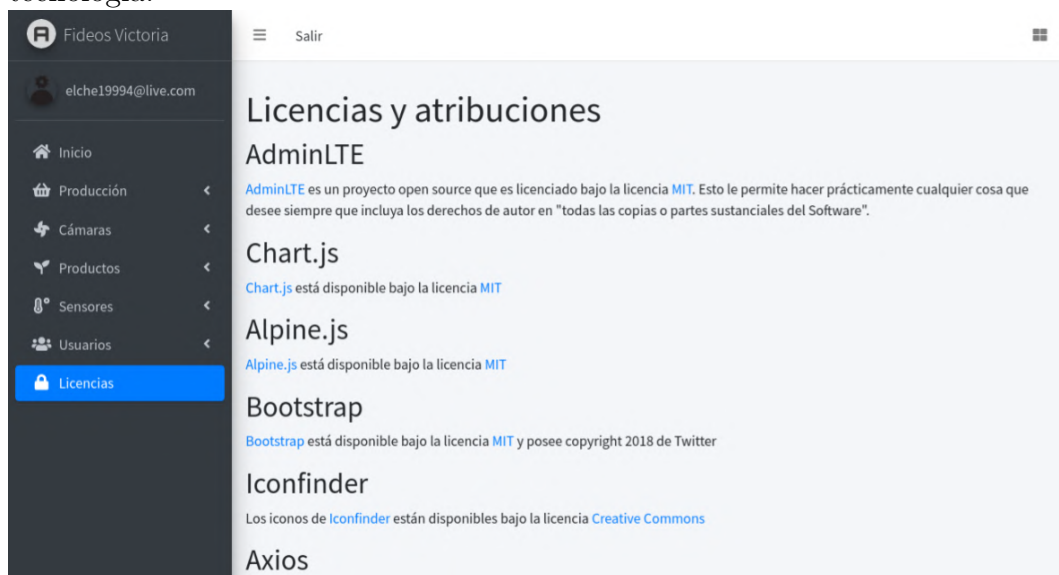 tecnología.
Fideos Victoria
Salir
elche19994@live.com
Inicio
Producción
Cámaras
Productos
Sensores
Usuarios
Licencias
Licencias y atribuciones
AdminLTE
AdminLTE es un proyecto open source que es licenciado bajo la licencia MIT. Esto le permite hacer prácticamente cualquier cosa que
desee siempre que incluya los derechos de autor en "todas las copias o partes sustanciales del Software".
Chart.js
Chart.js está disponible bajo la licencia MIT
Alpine.js
Alpine.js está disponible bajo la licencia MIT
Bootstrap
Bootstrap está disponible bajo la licencia MIT y posee copyright 2018 de Twitter
Iconfinder
Los iconos de Iconfinder están disponibles bajo la licencia Creative Commons
Axios